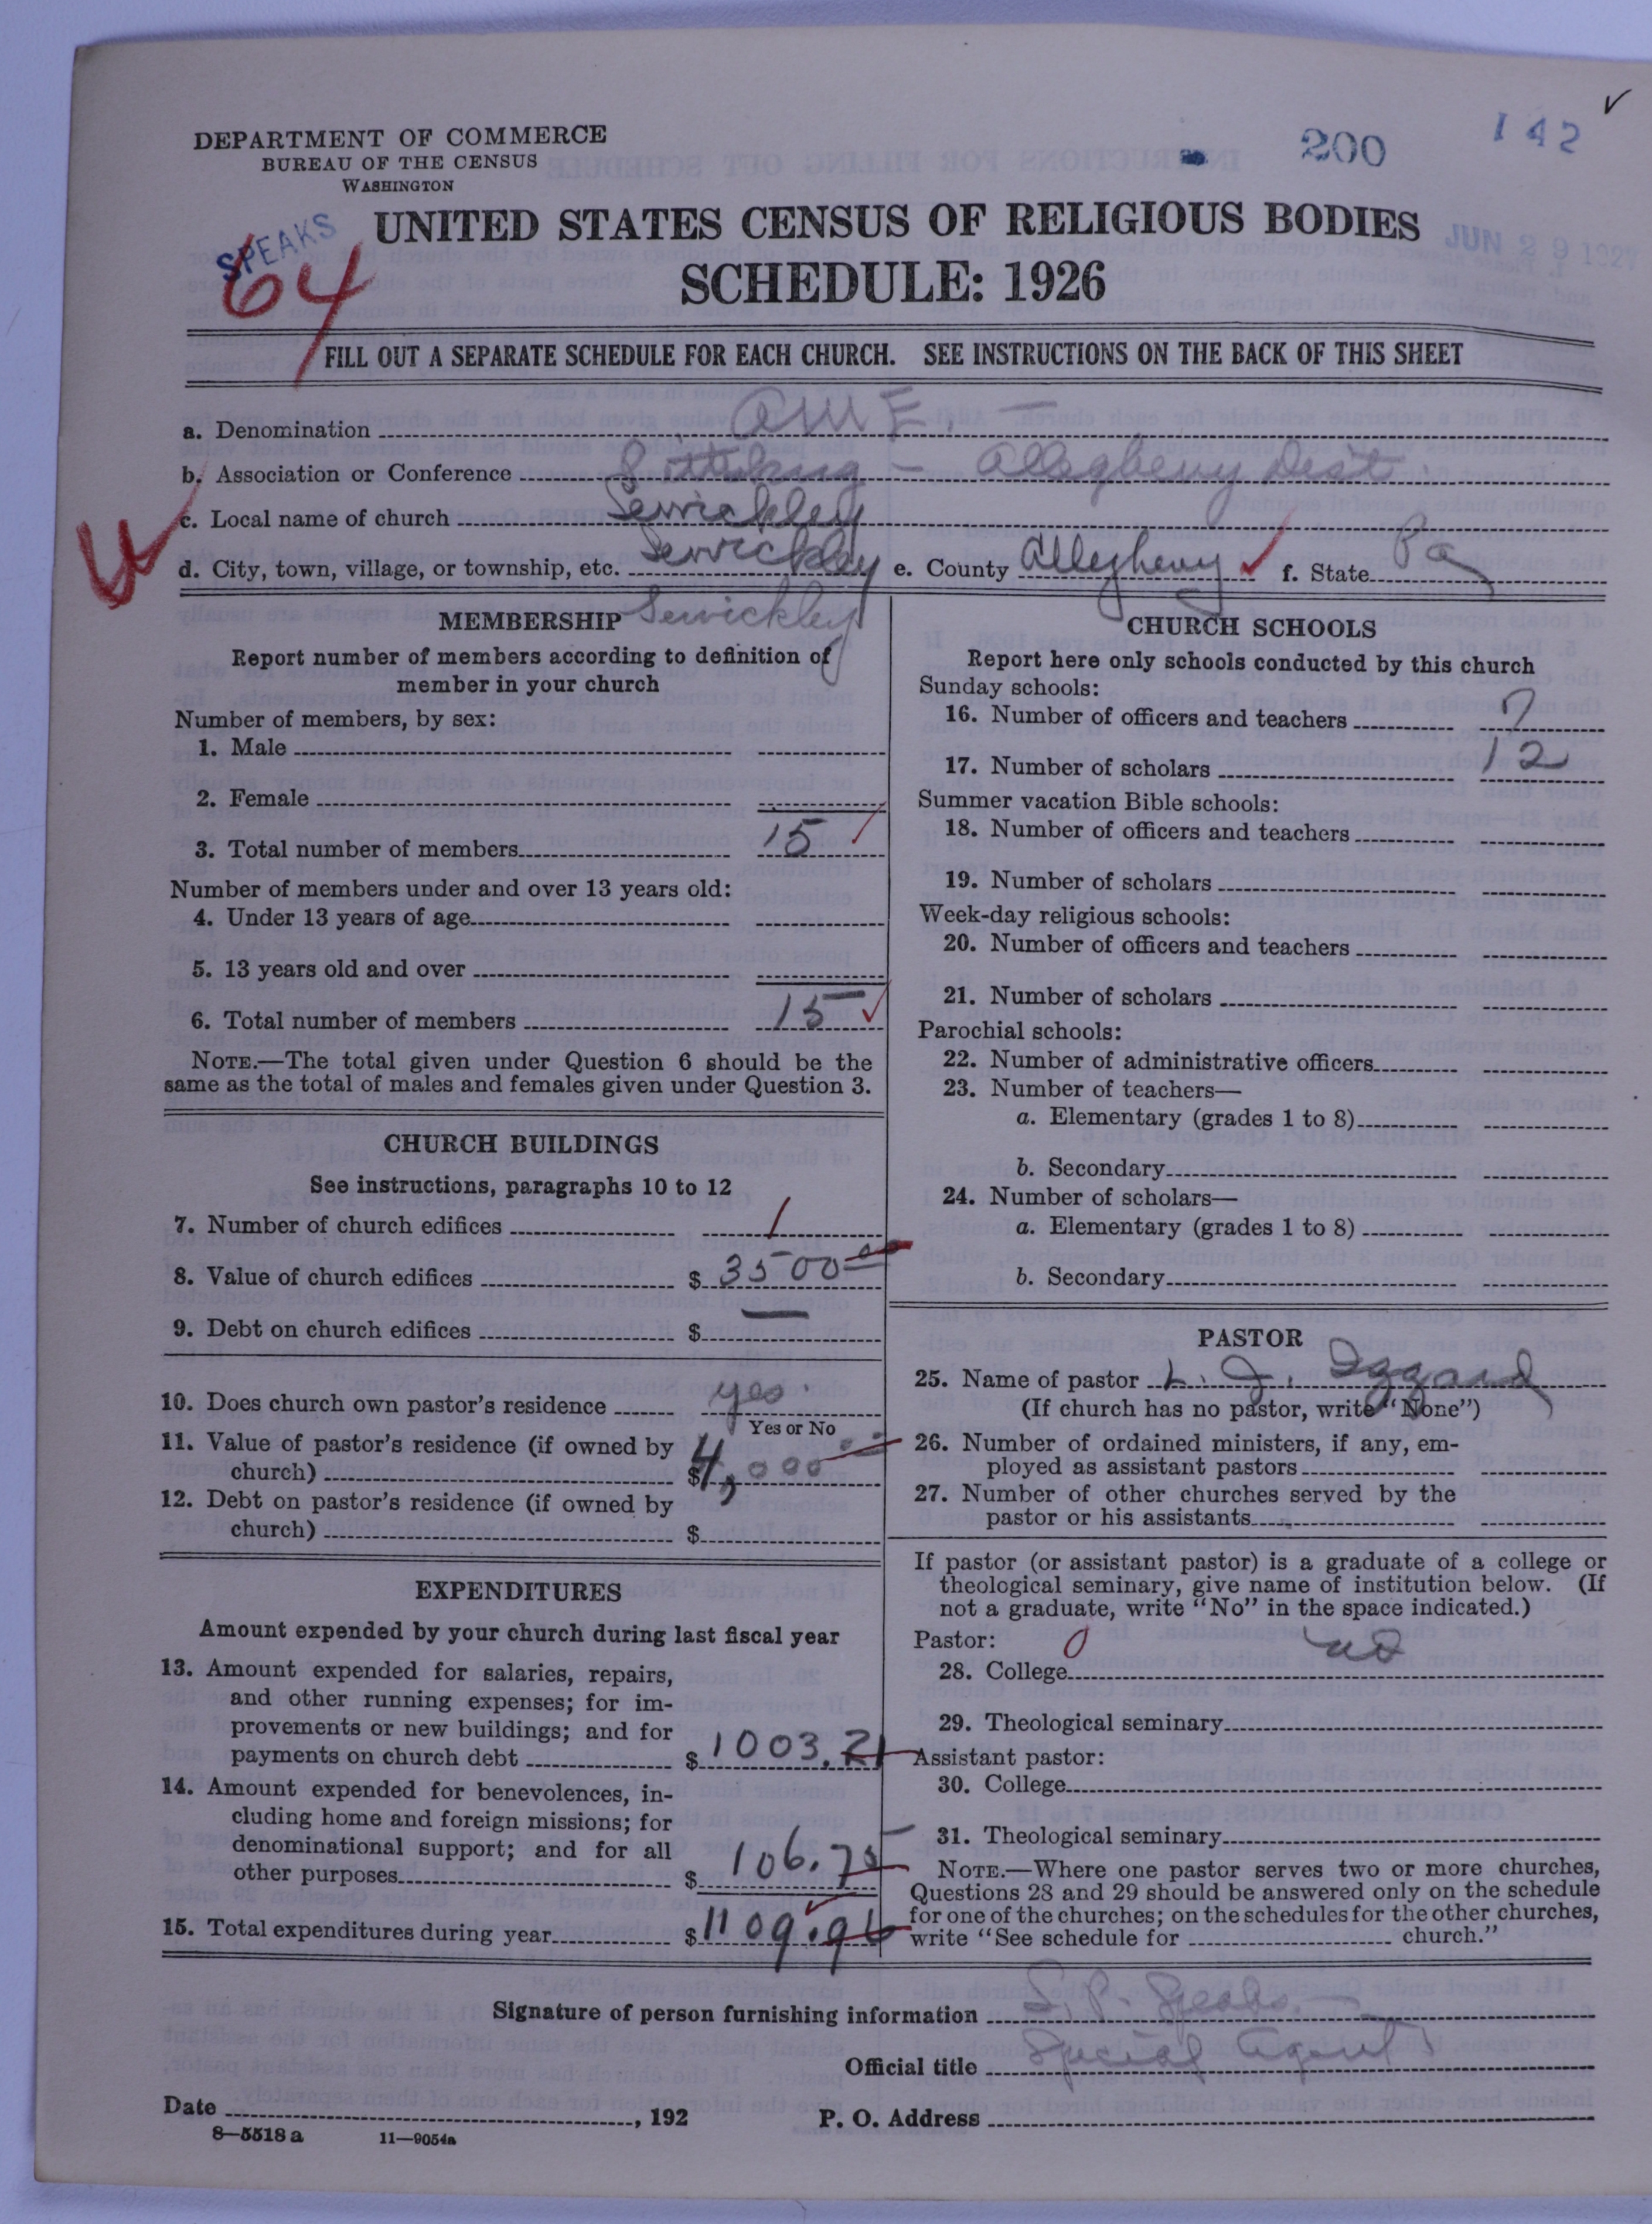 DEPARTMENT OF COMMERCE
BUREAU OF THE CENSUS
WASHINGTON
200
142
✓
SPEAKS
64
UNITED STATES CENSUS OF RELIGIOUS BODIES
JUN 29 1927
SCHEDULE: 1926
FILL OUT A SEPARATE SCHEDULE FOR EACH CHURCH. SEE INSTRUCTIONS ON THE BACK OF THIS SHEET
a. Denomination AME. —
b. Association or Conference Pittsburg - Allegheny Dist.
c. Local name of church Sewickley
d. City, town, village, or township, etc. Sewickley e. County Allegheny ✓ f. State Pa
Sewickley
MEMBERSHIP
Report number of members according to definition of
member in your church
Number of members, by sex:
1. Male
2. Female
3. Total number of members 15 ✓
Number of members under and over 13 years old:
4. Under 13 years of age
5. 13 years old and over
6. Total number of members 15 ✓
NOTE.—The total given under Question 6 should be the
same as the total of males and females given under Question 3.
CHURCH BUILDINGS
See instructions, paragraphs 10 to 12
7. Number of church edifices 1
8. Value of church edifices $ 3500 00
9. Debt on church edifices $ —
10. Does church own pastor's residence yes
Yes or No
11. Value of pastor's residence (if owned by
church) $ 4,000
12. Debt on pastor's residence (if owned by
church) $
EXPENDITURES
Amount expended by your church during last fiscal year
13. Amount expended for salaries, repairs,
and other running expenses; for im-
provements or new buildings; and for
payments on church debt $ 1003.21
14. Amount expended for benevolences, in-
cluding home and foreign missions; for
denominational support; and for all
other purposes $ 106.75
15. Total expenditures during year $ 1109.96
CHURCH SCHOOLS
Report here only schools conducted by this church
Sunday schools:
16. Number of officers and teachers 7
17. Number of scholars 12
Summer vacation Bible schools:
18. Number of officers and teachers
19. Number of scholars
Week-day religious schools:
20. Number of officers and teachers
21. Number of scholars
Parochial schools:
22. Number of administrative officers
23. Number of teachers—
a. Elementary (grades 1 to 8)
b. Secondary
24. Number of scholars—
a. Elementary (grades 1 to 8)
b. Secondary
PASTOR
25. Name of pastor L. J. Izzard
(If church has no pastor, write "None")
26. Number of ordained ministers, if any, em-
ployed as assistant pastors
27. Number of other churches served by the
pastor or his assistants
If pastor (or assistant pastor) is a graduate of a college or
theological seminary, give name of institution below. (If
not a graduate, write "No" in the space indicated.)
Pastor: 0
28. College no
29. Theological seminary
Assistant pastor:
30. College
31. Theological seminary
NOTE.—Where one pastor serves two or more churches,
Questions 28 and 29 should be answered only on the schedule
for one of the churches; on the schedules for the other churches,
write "See schedule for church."
Signature of person furnishing information S. P. Speaks.
Official title Special Agent
Date , 192
P. O. Address
8—5518 a
11—9054a